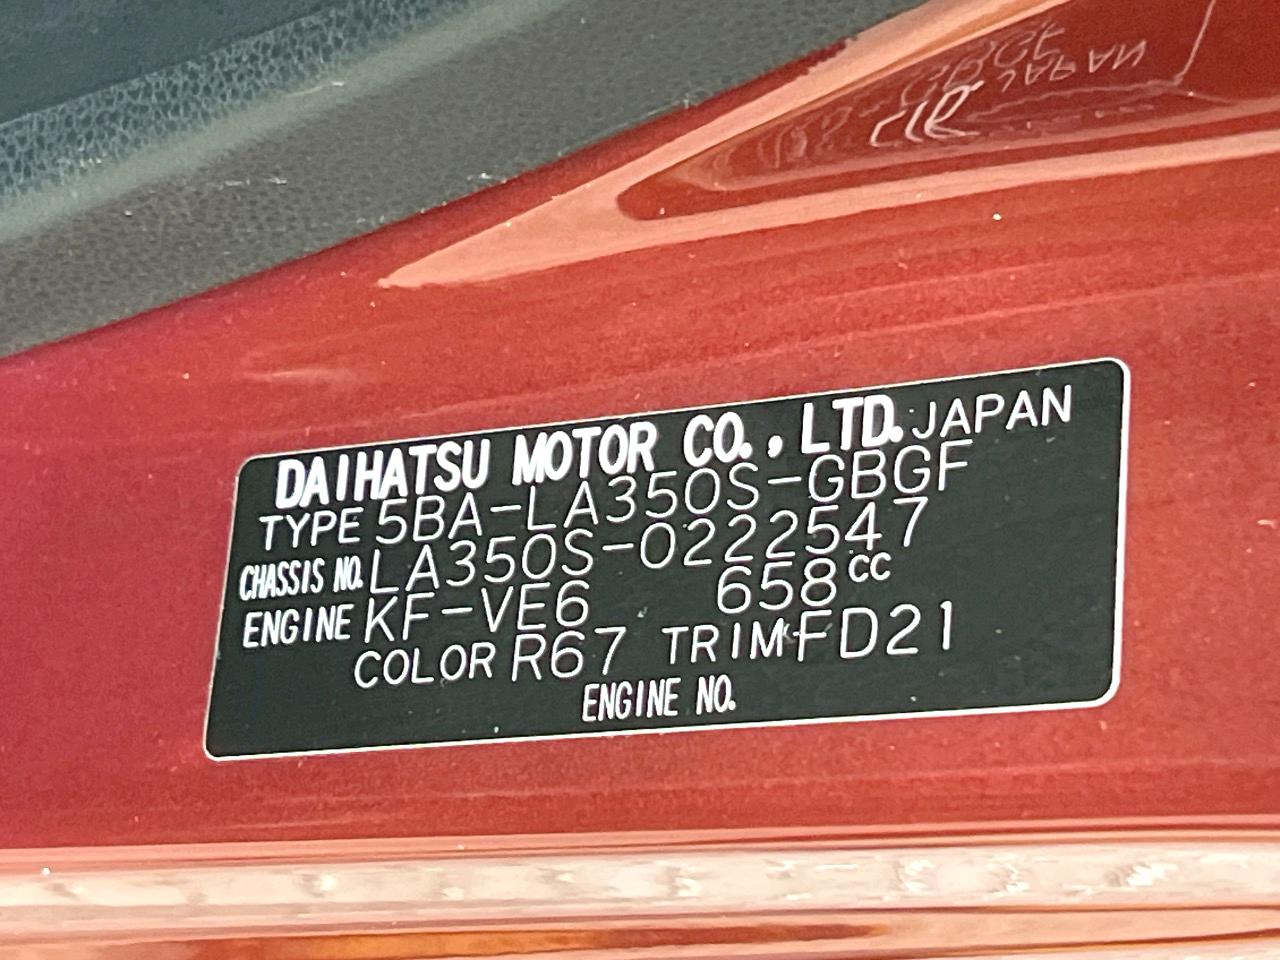 DAIHATSU MOTOR CO., LTD. JAPAN
TYPE 5BA-LA350S-GBGF
CHASSIS NO. LA350S-0222547
ENGINE KF-VE6 658cc
COLOR R67 TRIM FD21
ENGINE NO.